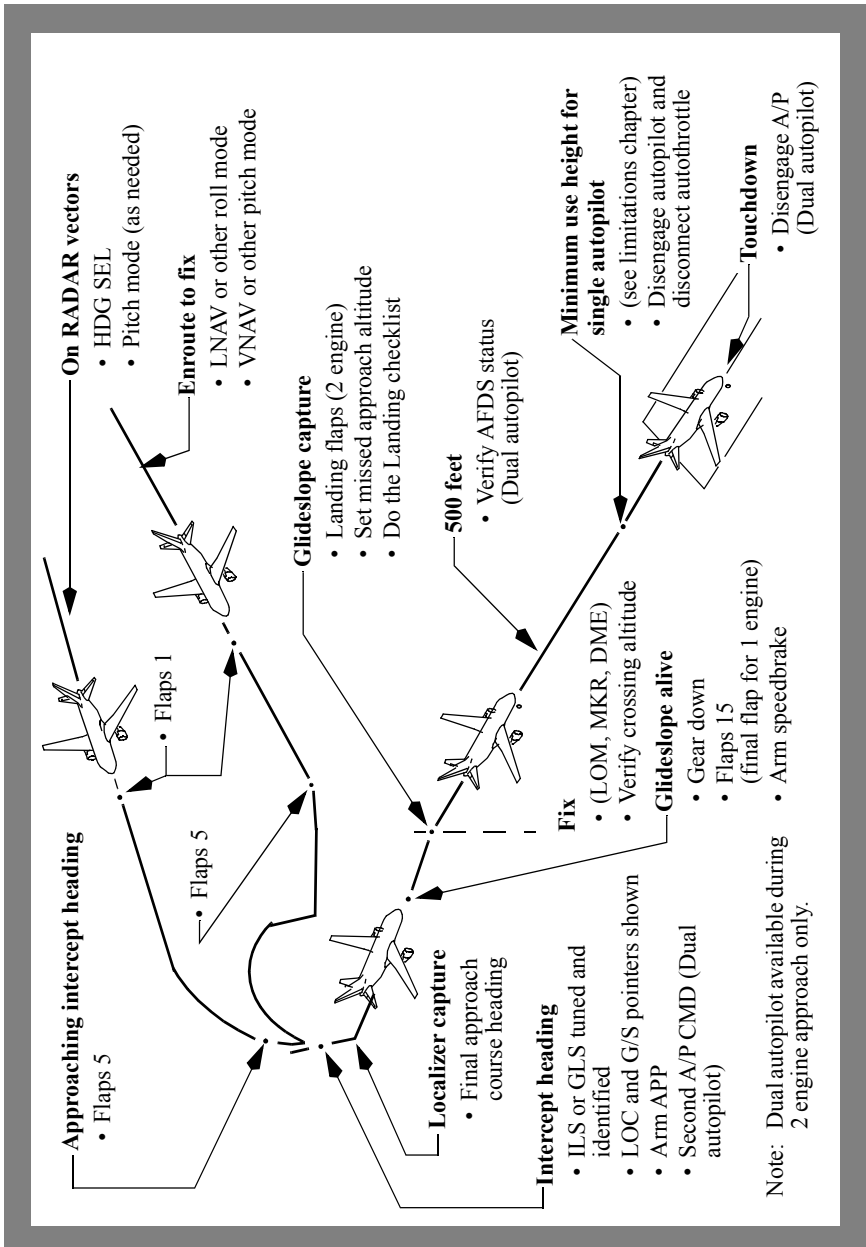 On RADAR vectors
• HDG SEL
• Pitch mode (as needed)
Enroute to fix
• LNAV or other roll mode
• VNAV or other pitch mode
• Flaps 1
Approaching intercept heading
• Flaps 5
• Flaps 5
Glideslope capture
• Landing flaps (2 engine)
• Set missed approach altitude
• Do the Landing checklist
Localizer capture
• Final approach
course heading
Intercept heading
• ILS or GLS tuned and
identified
• LOC and G/S pointers shown
• Arm APP
• Second A/P CMD (Dual
autopilot)
Fix
• (LOM, MKR, DME)
• Verify crossing altitude
Glideslope alive
• Gear down
• Flaps 15
(final flap for 1 engine)
• Arm speedbrake
500 feet
• Verify AFDS status
(Dual autopilot)
Minimum use height for
single autopilot
• (see limitations chapter)
• Disengage autopilot and
disconnect autothrottle
Touchdown
• Disengage A/P
(Dual autopilot)
Note: Dual autopilot available during
2 engine approach only.